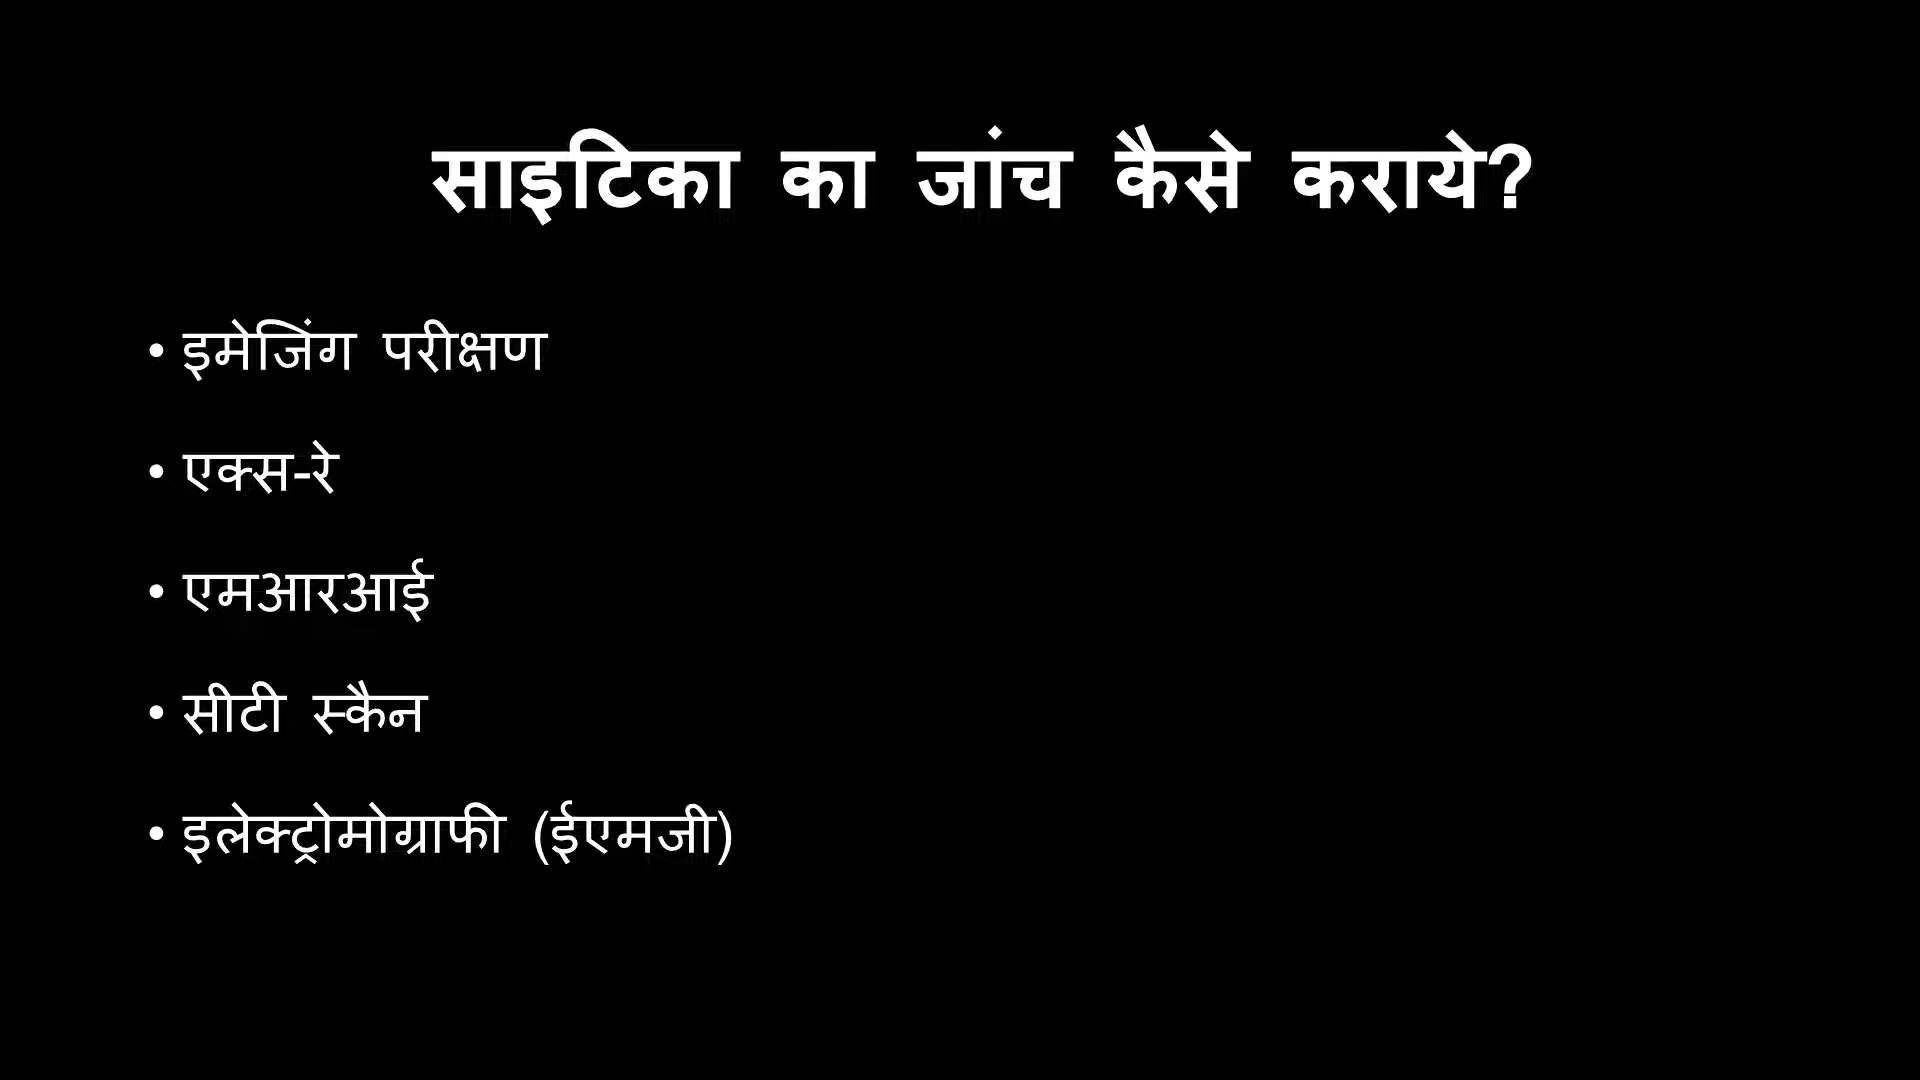 साइटिका का जांच कैसे कराये?
• इमेजिंग परीक्षण
• एक्स-रे
• एमआरआई
• सीटी स्कैन
• इलेक्ट्रोमोग्राफी (ईएमजी)